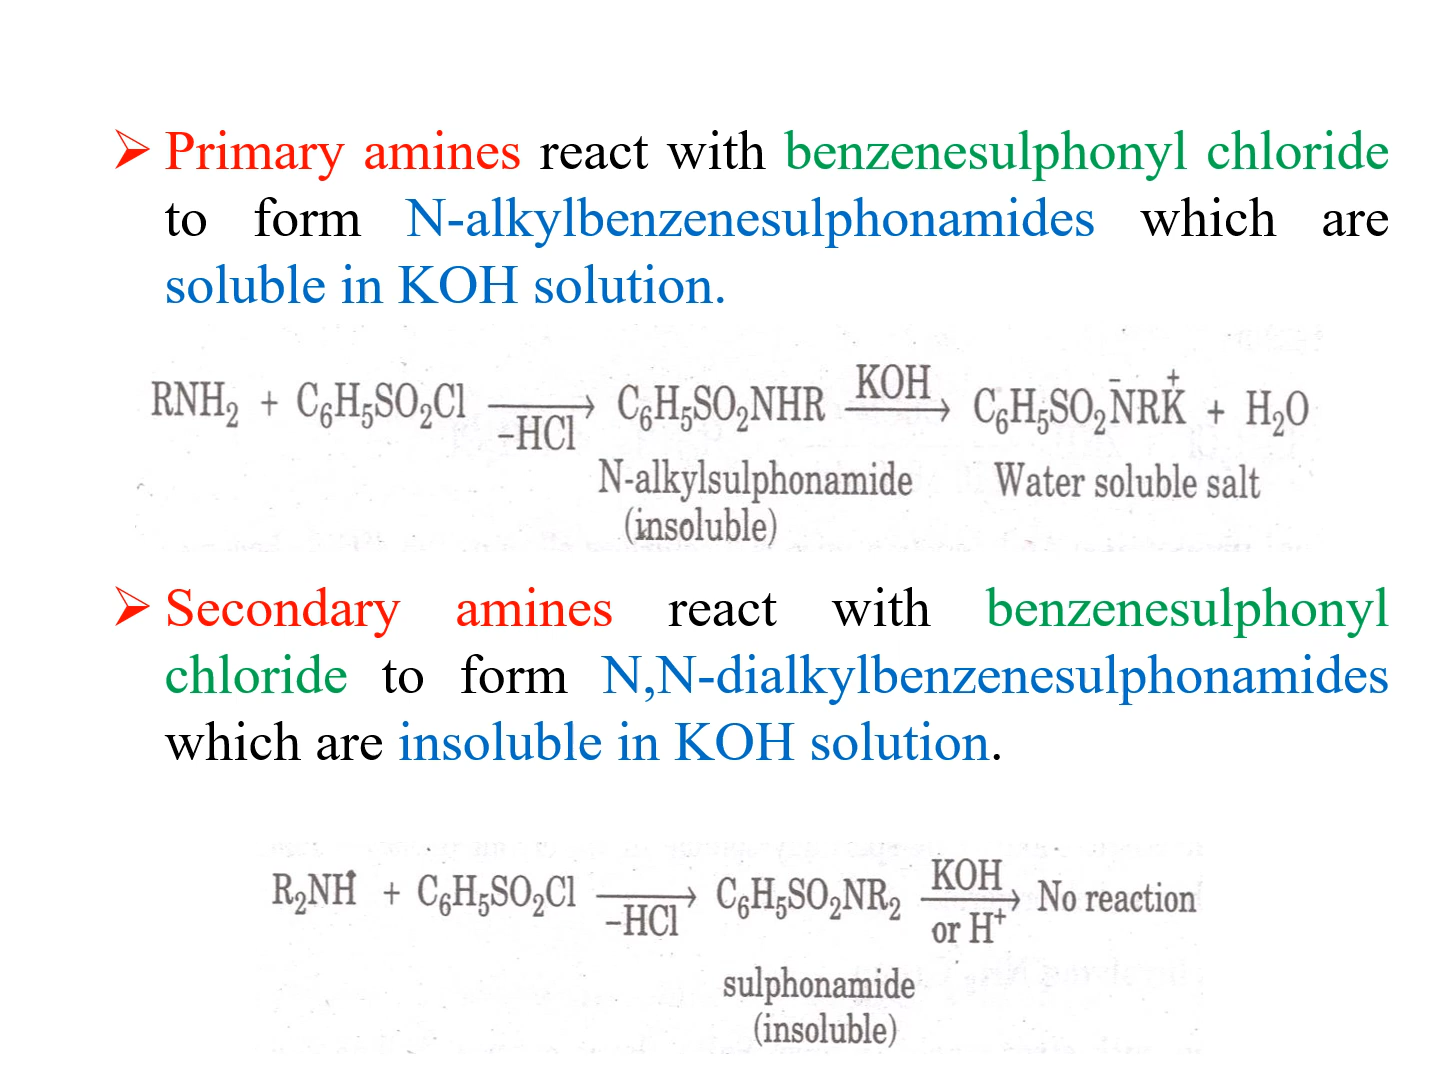 ➢ Primary amines react with benzenesulphonyl chloride
to form N-alkylbenzenesulphonamides which are
soluble in KOH solution.
RNH₂ + C₆H₅SO₂Cl —HCl→ C₆H₅SO₂NHR KOH→ C₆H₅SO₂N̄RK⁺ + H₂O
N-alkylsulphonamide Water soluble salt
(insoluble)
➢ Secondary amines react with benzenesulphonyl
chloride to form N,N-dialkylbenzenesulphonamides
which are insoluble in KOH solution.
R₂NH + C₆H₅SO₂Cl –HCl→ C₆H₅SO₂NR₂ KOH or H⁺→ No reaction
sulphonamide
(insoluble)